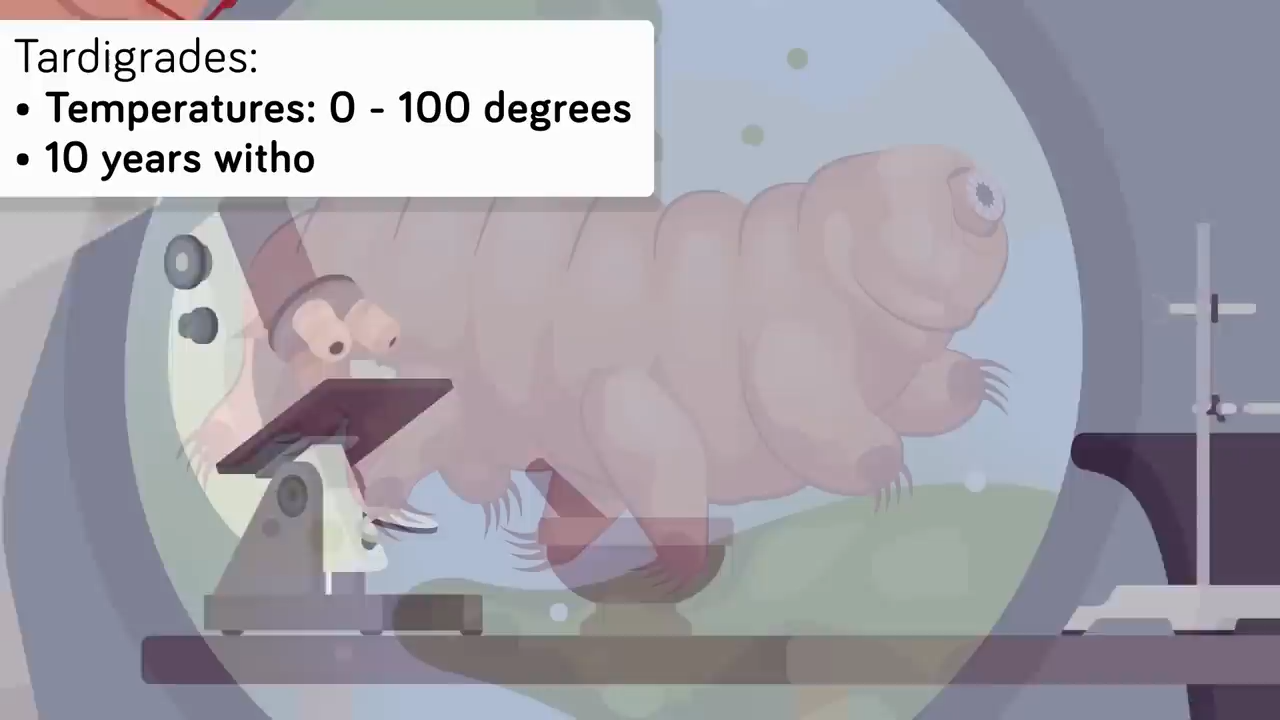 Tardigrades:
• Temperatures: 0 - 100 degrees
• 10 years witho